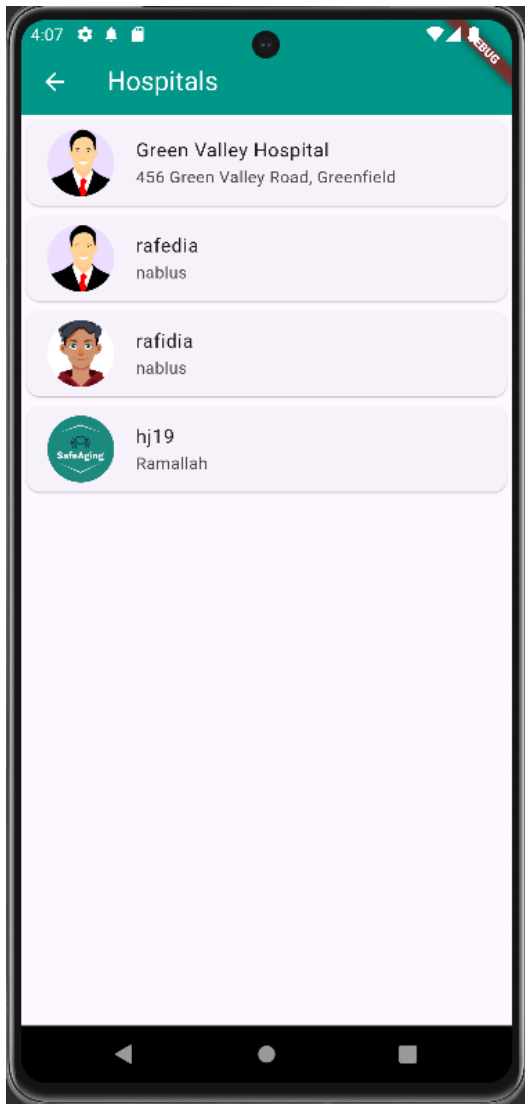 4:07
DEBUG
Hospitals
Green Valley Hospital
456 Green Valley Road, Greenfield
rafedia
nablus
rafidia
nablus
hj19
SafeAging
Ramallah